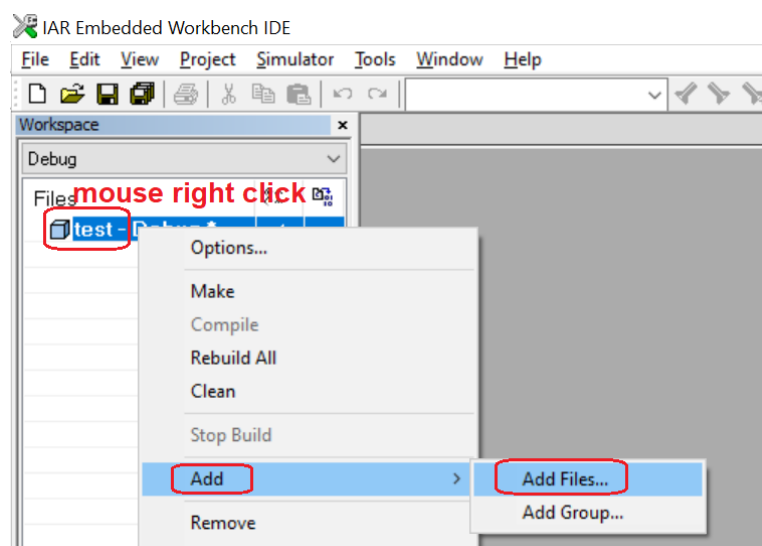 IAR Embedded Workbench IDE
File Edit View Project Simulator Tools Window Help
Workspace
Debug
Files
mouse right click
test - Debug *
Options...
Make
Compile
Rebuild All
Clean
Stop Build
Add
Add Files...
Add Group...
Remove